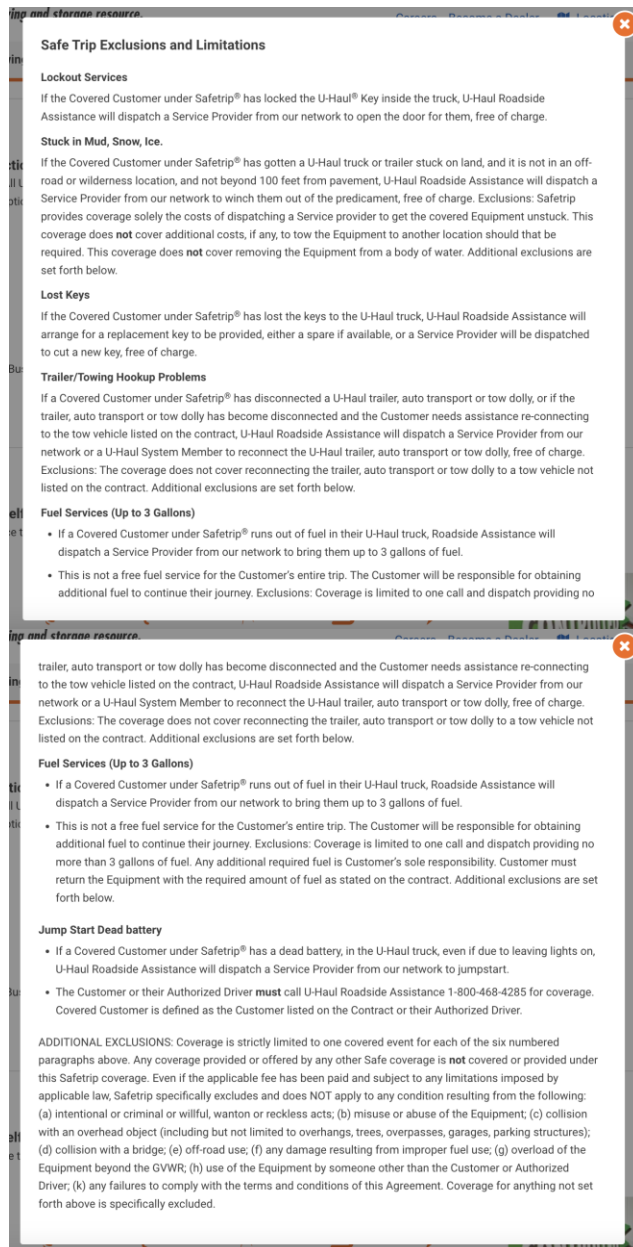 ing and storage resource.
Safe Trip Exclusions and Limitations
Lockout Services
If the Covered Customer under Safetrip® has locked the U-Haul® Key inside the truck, U-Haul Roadside
Assistance will dispatch a Service Provider from our network to open the door for them, free of charge.
Stuck in Mud, Snow, Ice.
If the Covered Customer under Safetrip® has gotten a U-Haul truck or trailer stuck on land, and it is not in an off-
road or wilderness location, and not beyond 100 feet from pavement, U-Haul Roadside Assistance will dispatch a
Service Provider from our network to winch them out of the predicament, free of charge. Exclusions: Safetrip
provides coverage solely the costs of dispatching a Service provider to get the covered Equipment unstuck. This
coverage does not cover additional costs, if any, to tow the Equipment to another location should that be
required. This coverage does not cover removing the Equipment from a body of water. Additional exclusions are
set forth below.
Lost Keys
If the Covered Customer under Safetrip® has lost the keys to the U-Haul truck, U-Haul Roadside Assistance will
arrange for a replacement key to be provided, either a spare if available, or a Service Provider will be dispatched
to cut a new key, free of charge.
Trailer/Towing Hookup Problems
If a Covered Customer under Safetrip® has disconnected a U-Haul trailer, auto transport or tow dolly, or if the
trailer, auto transport or tow dolly has become disconnected and the Customer needs assistance re-connecting
to the tow vehicle listed on the contract, U-Haul Roadside Assistance will dispatch a Service Provider from our
network or a U-Haul System Member to reconnect the U-Haul trailer, auto transport or tow dolly, free of charge.
Exclusions: The coverage does not cover reconnecting the trailer, auto transport or tow dolly to a tow vehicle not
listed on the contract. Additional exclusions are set forth below.
Fuel Services (Up to 3 Gallons)
• If a Covered Customer under Safetrip® runs out of fuel in their U-Haul truck, Roadside Assistance will
dispatch a Service Provider from our network to bring them up to 3 gallons of fuel.
• This is not a free fuel service for the Customer's entire trip. The Customer will be responsible for obtaining
additional fuel to continue their journey. Exclusions: Coverage is limited to one call and dispatch providing no
ing and storage resource.
trailer, auto transport or tow dolly has become disconnected and the Customer needs assistance re-connecting
to the tow vehicle listed on the contract, U-Haul Roadside Assistance will dispatch a Service Provider from our
network or a U-Haul System Member to reconnect the U-Haul trailer, auto transport or tow dolly, free of charge.
Exclusions: The coverage does not cover reconnecting the trailer, auto transport or tow dolly to a tow vehicle not
listed on the contract. Additional exclusions are set forth below.
Fuel Services (Up to 3 Gallons)
• If a Covered Customer under Safetrip® runs out of fuel in their U-Haul truck, Roadside Assistance will
dispatch a Service Provider from our network to bring them up to 3 gallons of fuel.
• This is not a free fuel service for the Customer's entire trip. The Customer will be responsible for obtaining
additional fuel to continue their journey. Exclusions: Coverage is limited to one call and dispatch providing no
more than 3 gallons of fuel. Any additional required fuel is Customer's sole responsibility. Customer must
return the Equipment with the required amount of fuel as stated on the contract. Additional exclusions are set
forth below.
Jump Start Dead battery
• If a Covered Customer under Safetrip® has a dead battery, in the U-Haul truck, even if due to leaving lights on,
U-Haul Roadside Assistance will dispatch a Service Provider from our network to jumpstart.
• The Customer or their Authorized Driver must call U-Haul Roadside Assistance 1-800-468-4285 for coverage.
Covered Customer is defined as the Customer listed on the Contract or their Authorized Driver.
ADDITIONAL EXCLUSIONS: Coverage is strictly limited to one covered event for each of the six numbered
paragraphs above. Any coverage provided or offered by any other Safe coverage is not covered or provided under
this Safetrip coverage. Even if the applicable fee has been paid and subject to any limitations imposed by
applicable law, Safetrip specifically excludes and does NOT apply to any condition resulting from the following:
(a) intentional or criminal or willful, wanton or reckless acts; (b) misuse or abuse of the Equipment; (c) collision
with an overhead object (including but not limited to overhangs, trees, overpasses, garages, parking structures);
(d) collision with a bridge; (e) off-road use; (f) any damage resulting from improper fuel use; (g) overload of the
Equipment beyond the GVWR; (h) use of the Equipment by someone other than the Customer or Authorized
Driver; (k) any failures to comply with the terms and conditions of this Agreement. Coverage for anything not set
forth above is specifically excluded.